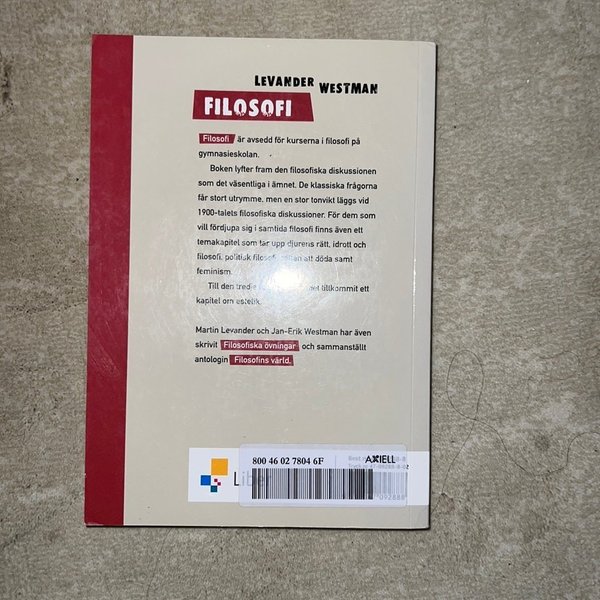 LEVANDER WESTMAN
FILOSOFI
Filosofi är avsedd för kurserna i filosofi på
gymnasieskolan.
Boken lyfter fram den filosofiska diskussionen
som det väsentliga i ämnet. De klassiska frågorna
får stort utrymme, men en stor tonvikt läggs vid
1900-talets filosofiska diskussioner. För dem som
vill fördjupa sig i samtida filosofi finns även ett
temakapitel som tar upp djurens rätt, idrott och
filosofi, politisk filosofi, att döda samt
feminism.
Till den tredje tillkommit ett
kapitel om estetik.
Martin Levander och Jan-Erik Westman har även
skrivit Filosofiska övningar och sammanställt
antologin Filosofins värld.
800 46 02 7804 6F AXIELL
Libe
092888